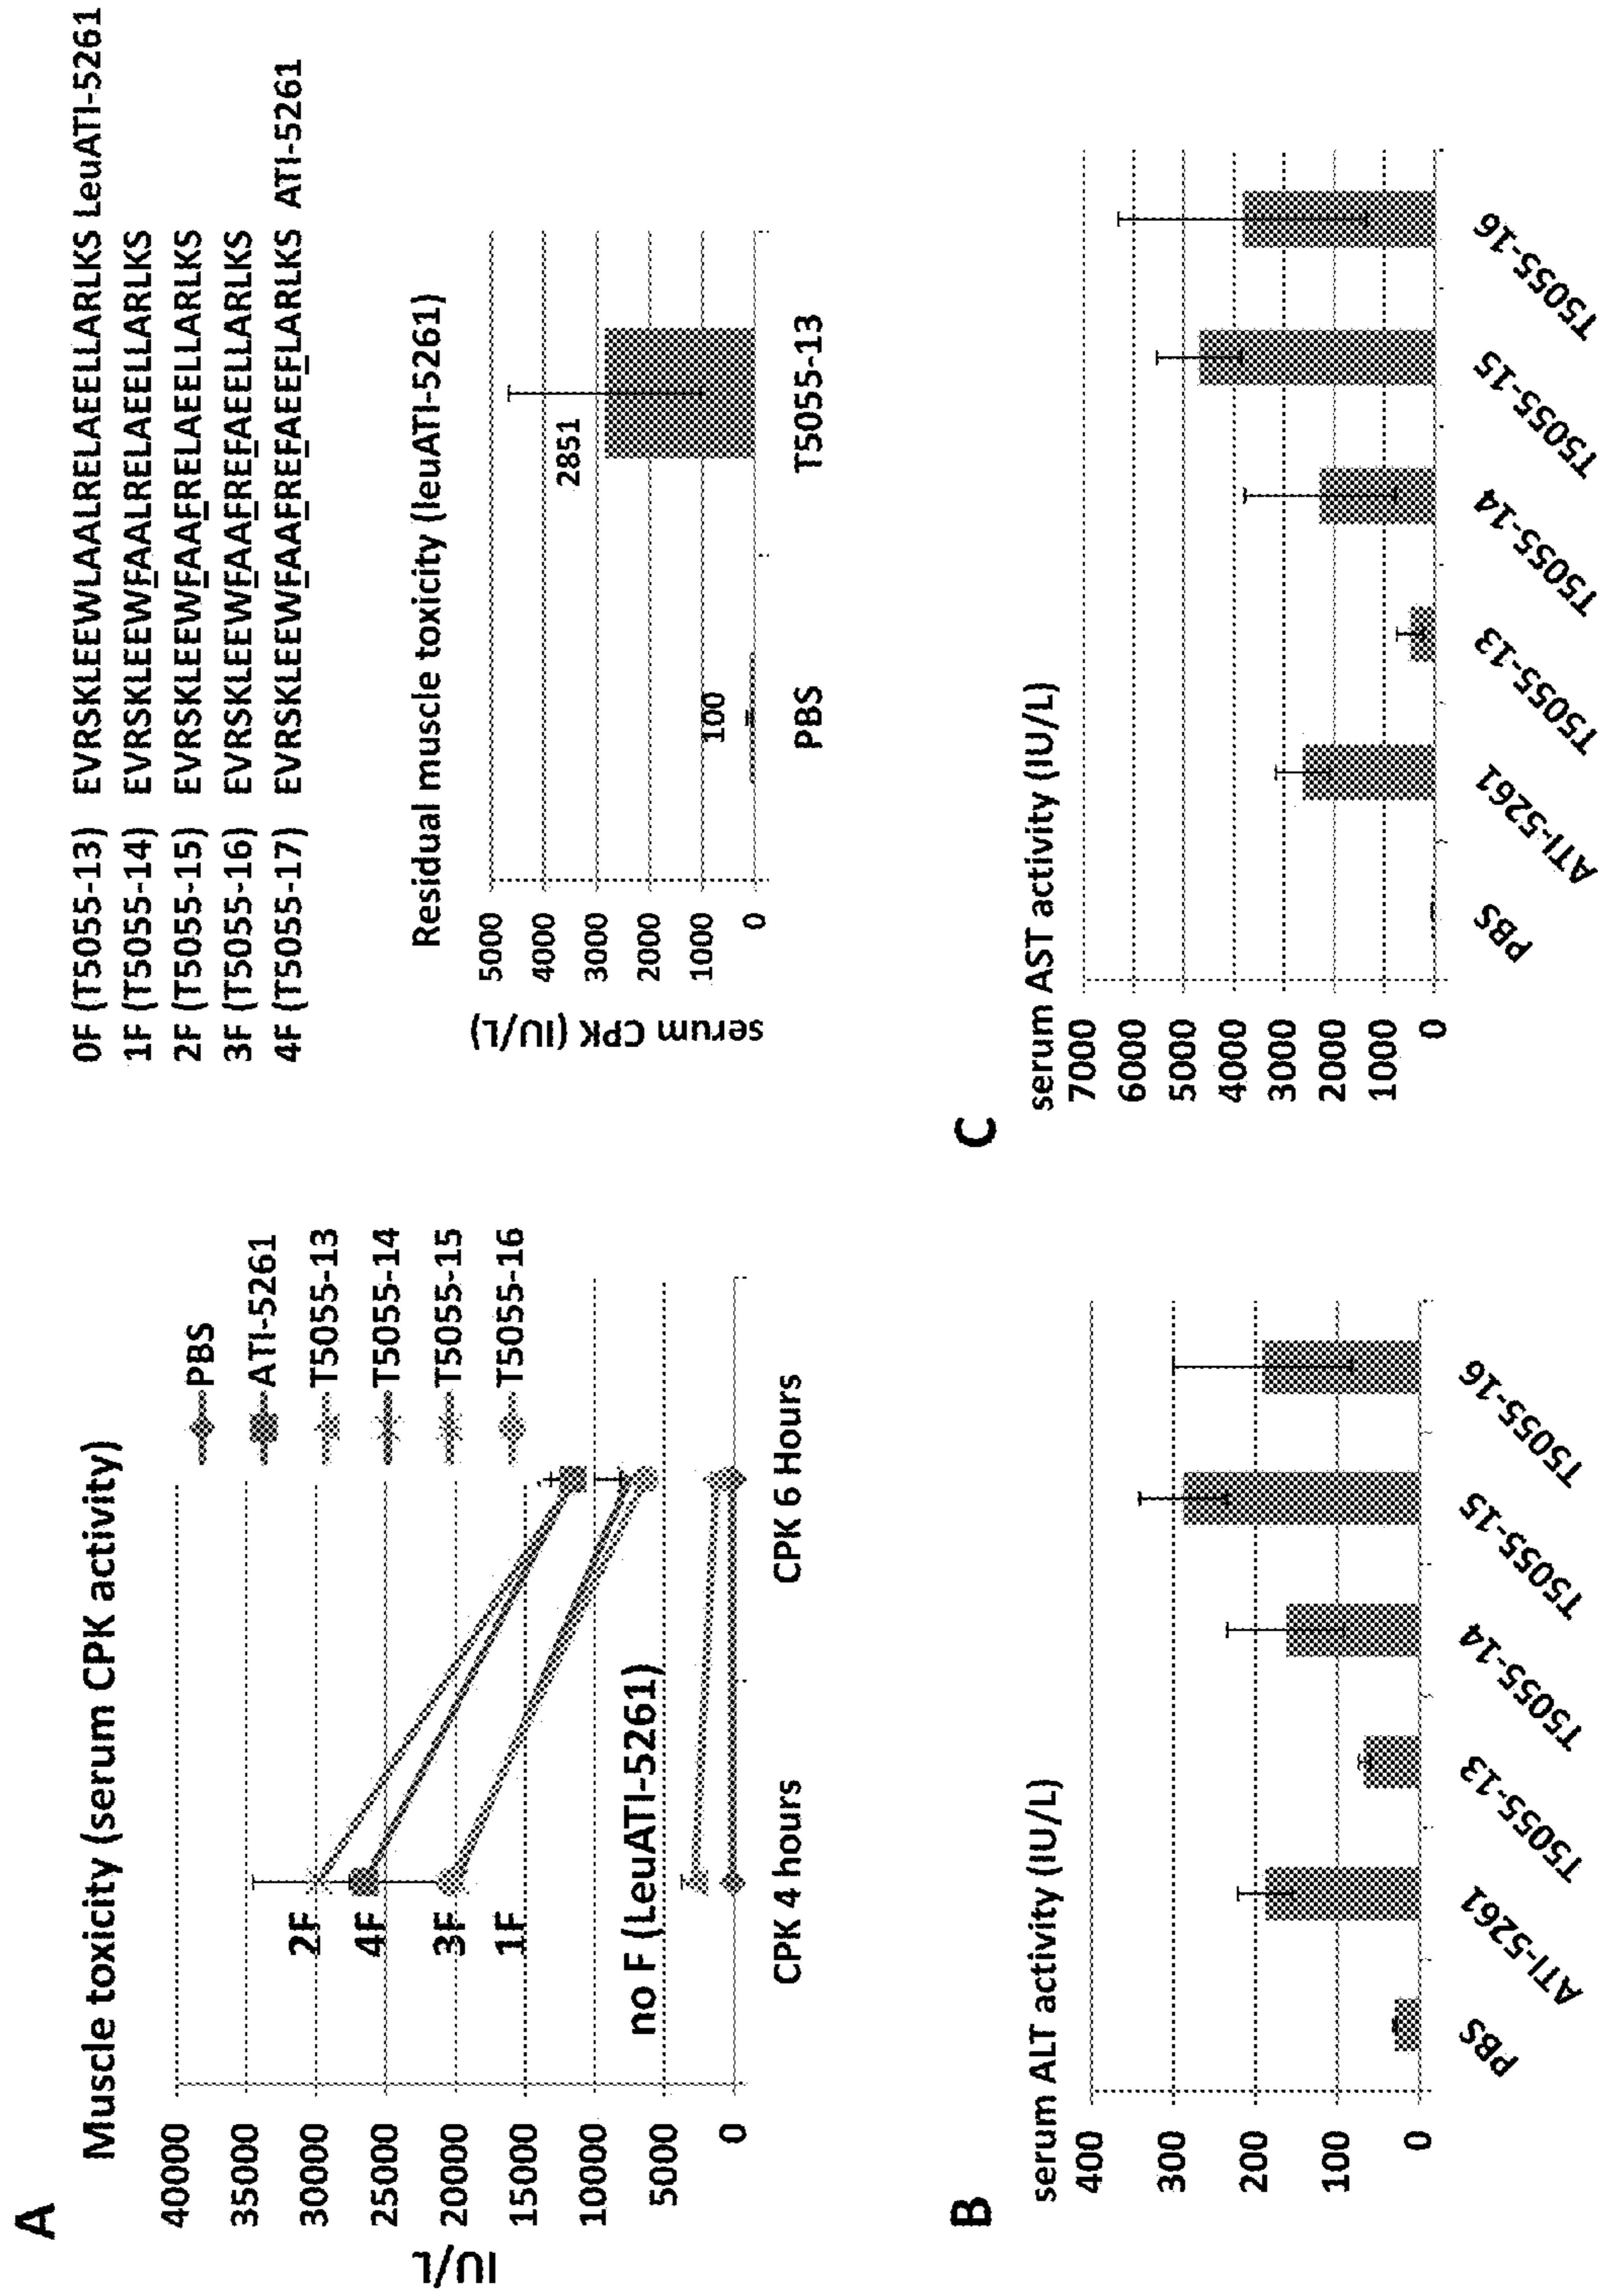 A
Muscle toxicity (serum CPK activity)
IU/L
40000
35000
30000
25000
20000
15000
10000
5000
0
2F
4F
3F
1F
no F (LeuATI-5261)
CPK 4 hours
CPK 6 Hours
PBS
ATI-5261
T5055-13
T5055-14
T5055-15
T5055-16
0F (T5055-13) EVRSKLEEWLAALRELAEELLARLKS LeuATI-5261
1F (T5055-14) EVRSKLEEWFAALRELAEELLARLKS
2F (T5055-15) EVRSKLEEWFAAFRELAEELLARLKS
3F (T5055-16) EVRSKLEEWFAAFREFAEELLARLKS
4F (T5055-17) EVRSKLEEWFAAFREFAEEFLARLKS ATI-5261
Residual muscle toxicity (leuATI-5261)
serum CPK (IU/L)
5000
4000
3000
2000
1000
0
100
2851
PBS
T5055-13
B
serum ALT activity (IU/L)
400
300
200
100
0
PBS
ATI-5261
T5055-13
T5055-14
T5055-15
T5055-16
C
serum AST activity (IU/L)
7000
6000
5000
4000
3000
2000
1000
0
PBS
ATI-5261
T5055-13
T5055-14
T5055-15
T5055-16